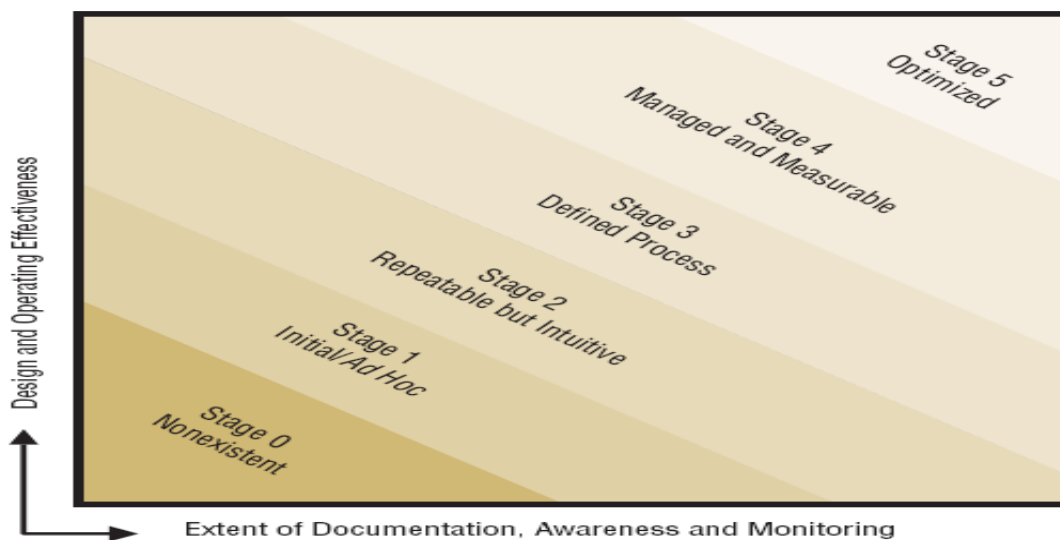 Stage 5
Optimized
Stage 4
Managed and Measurable
Stage 3
Defined Process
Stage 2
Repeatable but Intuitive
Stage 1
Initial/Ad Hoc
Stage 0
Nonexistent
Design and Operating Effectiveness
Extent of Documentation, Awareness and Monitoring